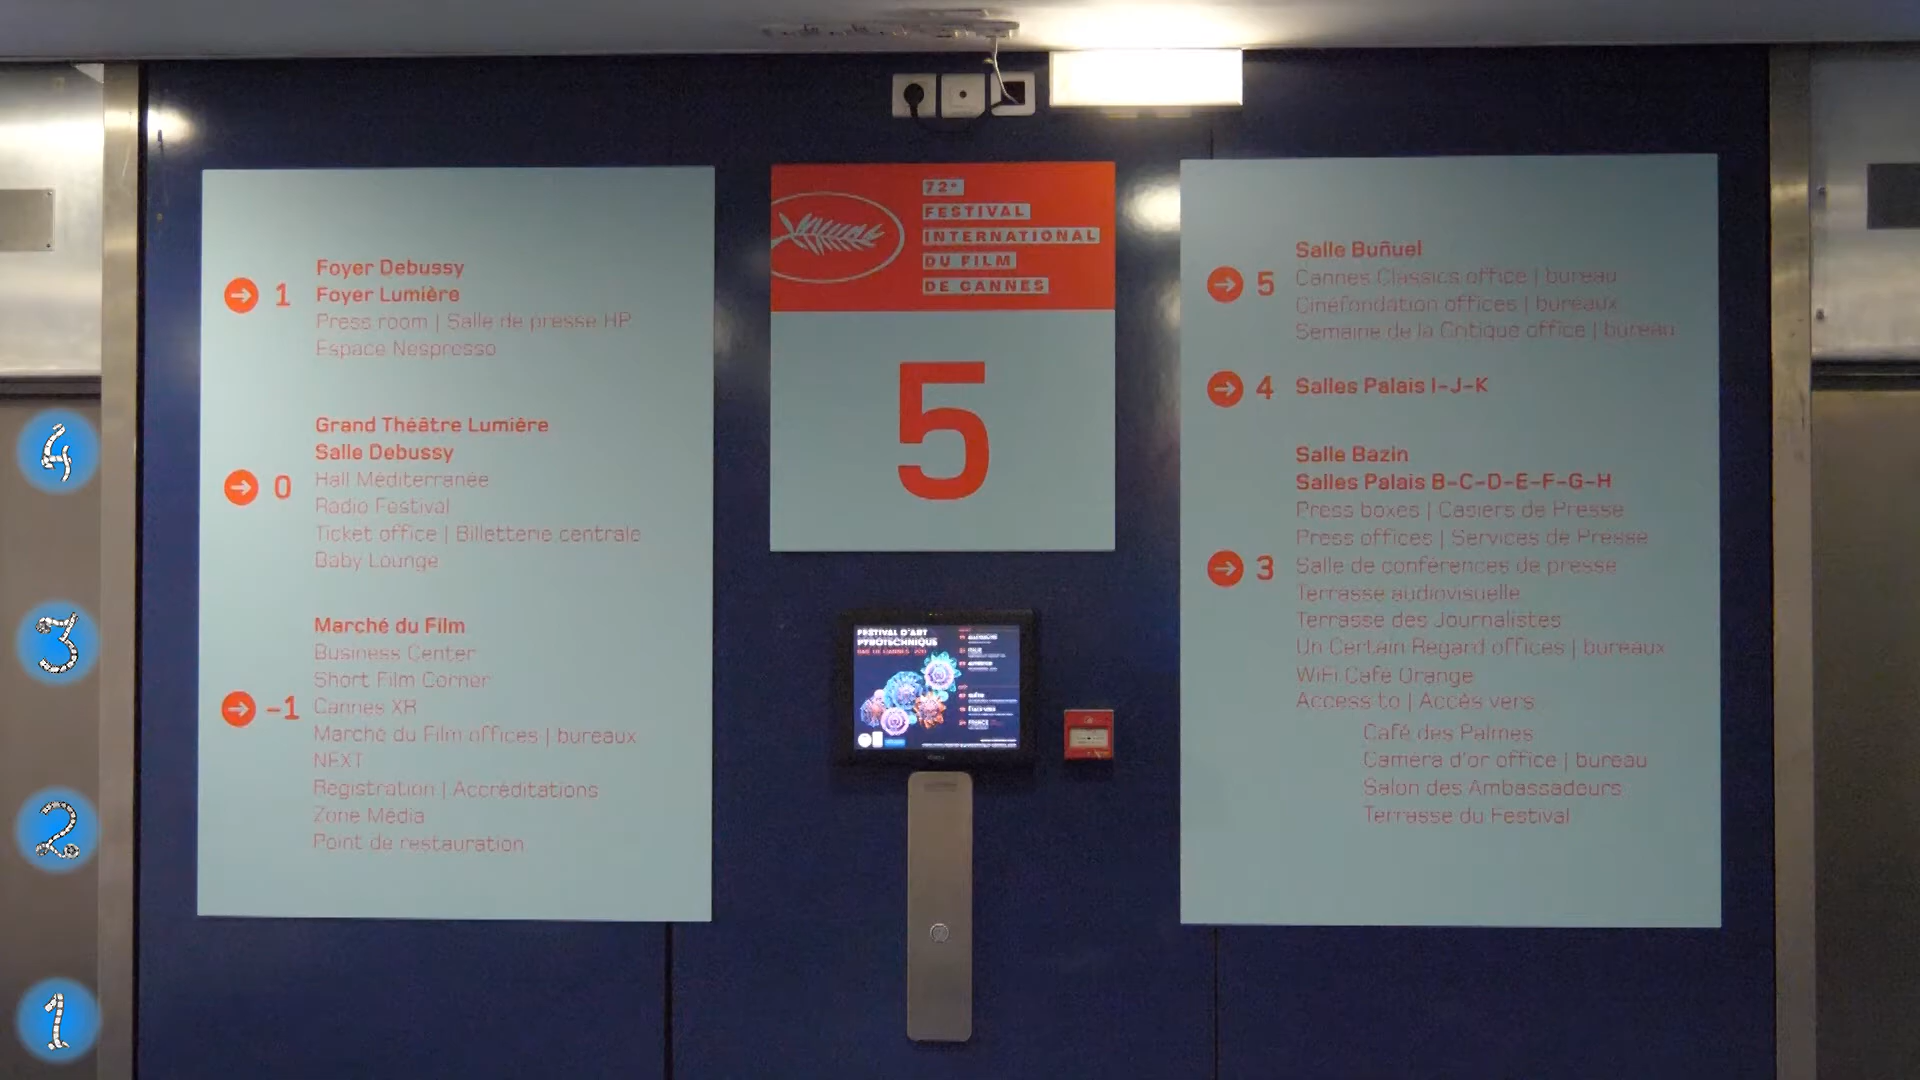 1
Foyer Debussy
Foyer Lumière
Press room | Salle de presse HP
Espace Nespresso
0
Grand Théâtre Lumière
Salle Debussy
Hall Méditerranée
Radio Festival
Ticket office | Billetterie centrale
Baby Lounge
-1
Marché du Film
Business Center
Short Film Corner
Cannes XR
Marché du Film offices | bureaux
NEXT
Registration | Accréditations
Zone Média
Point de restauration
72e
FESTIVAL
INTERNATIONAL
DU FILM
DE CANNES
5
FESTIVAL D'ART
PYROTECHNIQUE
5
Salle Buñuel
Cannes Classics office | bureau
Cinéfondation offices | bureaux
Semaine de la Critique office | bureau
4
Salles Palais I-J-K
3
Salle Bazin
Salles Palais B-C-D-E-F-G-H
Press boxes | Casiers de Presse
Press offices | Services de Presse
Salle de conférences de presse
Terrasse audiovisuelle
Terrasse des Journalistes
Un Certain Regard offices | bureaux
WiFi Café Orange
Access to | Accès vers
Café des Palmes
Caméra d'or office | bureau
Salon des Ambassadeurs
Terrasse du Festival
4
3
2
1